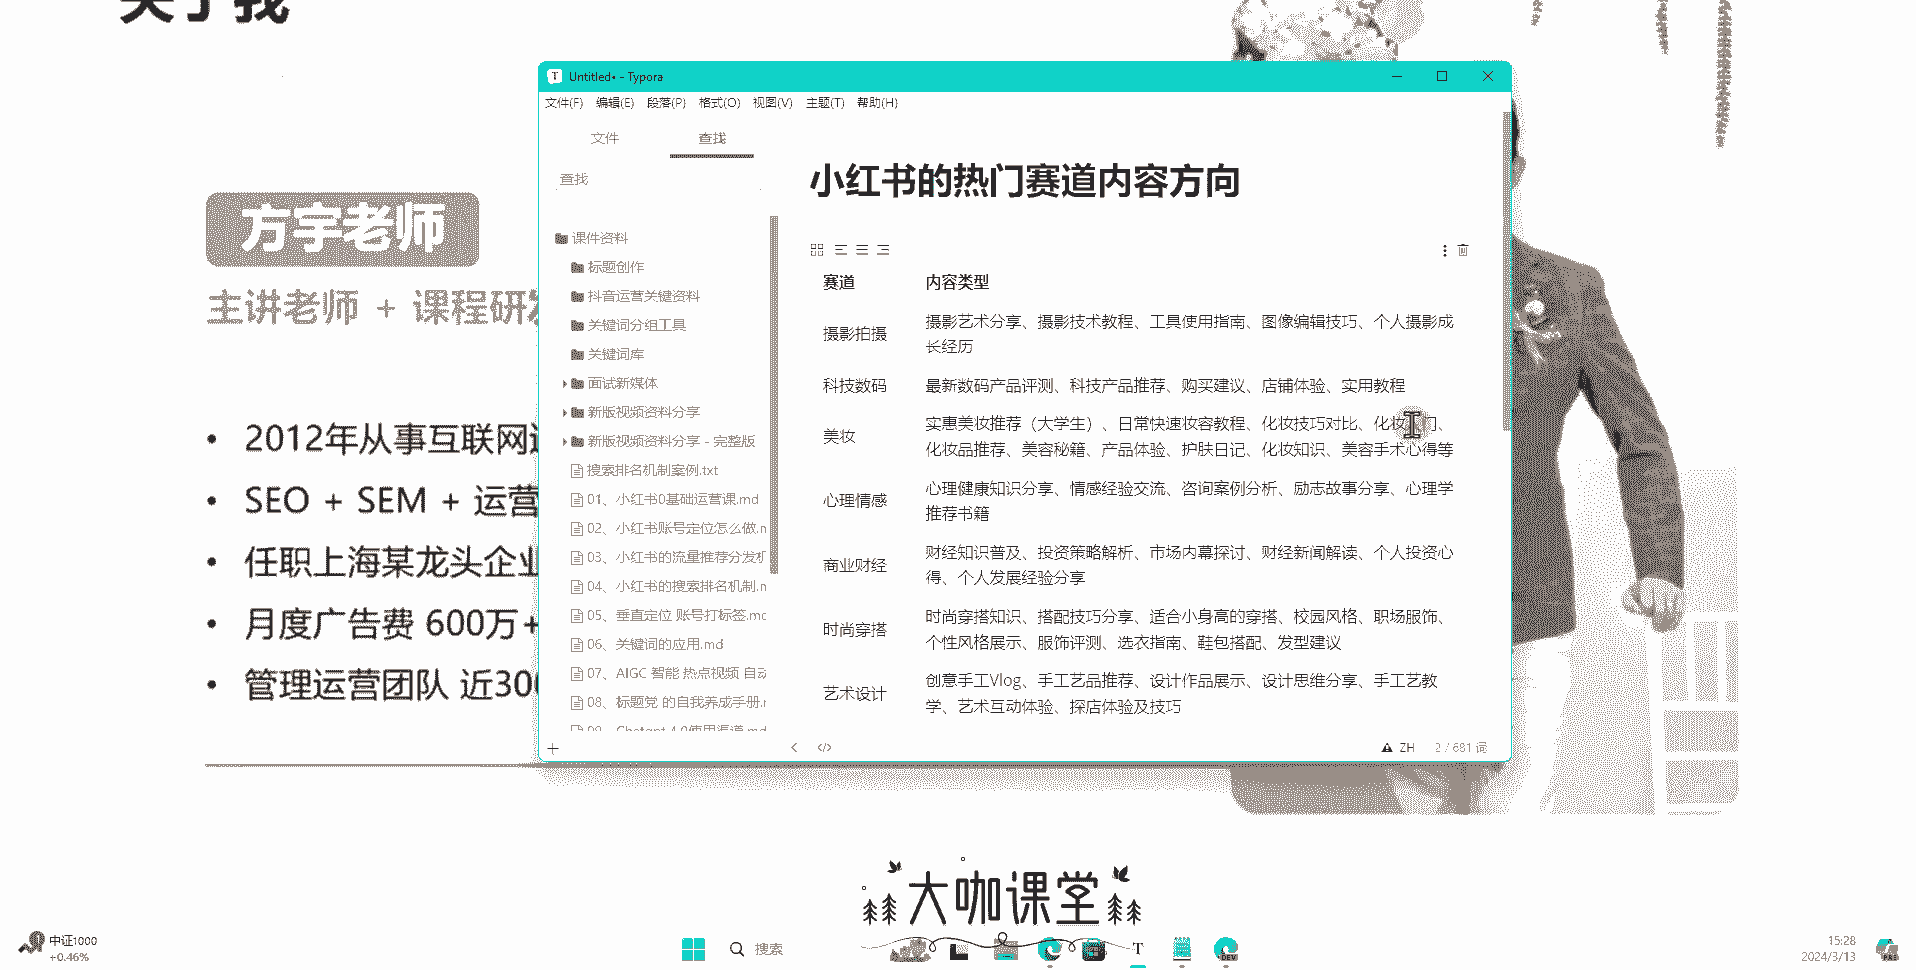 关于我
方宇老师
主讲老师 + 课程研发
2012年从事互联网
SEO + SEM + 运营
任职上海某龙头企业
月度广告费 600万+
管理运营团队 近300
Untitled• - Typora
文件(F) 编辑(E) 段落(P) 格式(O) 视图(V) 主题(T) 帮助(H)
文件 查找
查找
课件资料
标题创作
抖音运营关键资料
关键词分组工具
关键词库
面试新媒体
新版视频资料分享
新版视频资料分享 - 完整版
搜索排名机制案例.txt
01、小红书0基础运营课.md
02、小红书账号定位怎么做.m
03、小红书的流量推荐分发机
04、小红书的搜索排名机制.m
05、垂直定位 账号打标签.mc
06、关键词的应用.md
07、AIGC 智能 热点视频 自动
08、标题党 的自我养成手册.r
09、Chatgpt 4.0使用渠道.md
小红书的热门赛道内容方向
赛道 内容类型
摄影拍摄 摄影艺术分享、摄影技术教程、工具使用指南、图像编辑技巧、个人摄影成
长经历
科技数码 最新数码产品评测、科技产品推荐、购买建议、店铺体验、实用教程
美妆 实惠美妆推荐（大学生）、日常快速妆容教程、化妆技巧对比、化妆
化妆品推荐、美容秘籍、产品体验、护肤日记、化妆知识、美容手术心得等
心理情感 心理健康知识分享、情感经验交流、咨询案例分析、励志故事分享、心理学
推荐书籍
商业财经 财经知识普及、投资策略解析、市场内幕探讨、财经新闻解读、个人投资心
得、个人发展经验分享
时尚穿搭 时尚穿搭知识、搭配技巧分享、适合小身高的穿搭、校园风格、职场服饰、
个性风格展示、服饰评测、选衣指南、鞋包搭配、发型建议
艺术设计 创意手工Vlog、手工艺品推荐、设计作品展示、设计思维分享、手工艺教
学、艺术互动体验、探店体验及技巧
ZH 2 / 681 词
大咖课堂
中证1000
+0.46%
搜索
15:28
2024/3/13